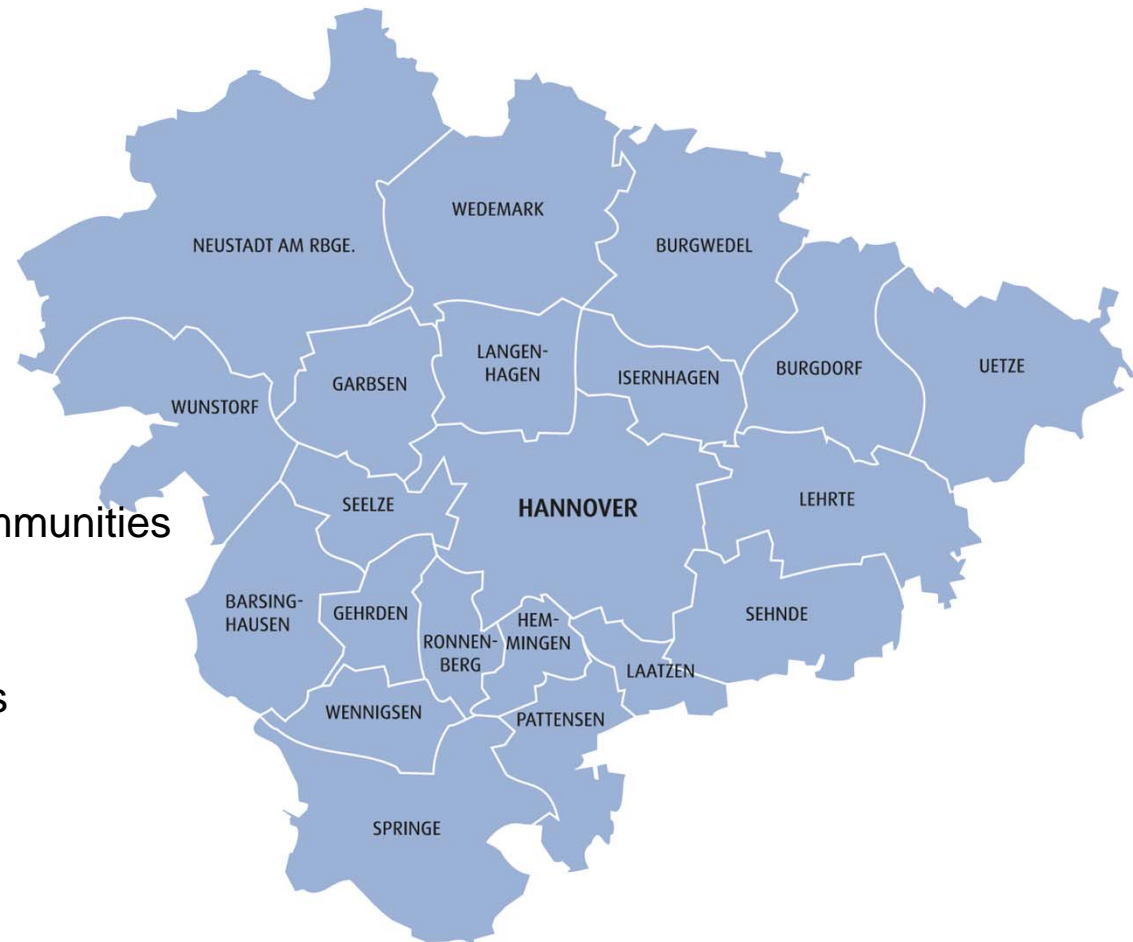 WEDEMARK
NEUSTADT AM RBGE.
BURGWEDEL
LANGEN-
HAGEN
GARBSEN
ISERNHAGEN
BURGDORF
UETZE
WUNSTORF
SEELZE
HANNOVER
LEHRTE
BARSING-
HAUSEN
GEHRDEN
RONNEN-
BERG
HEM-
MINGEN
SEHNDE
LAATZEN
WENNIGSEN
PATTENSEN
SPRINGE
s